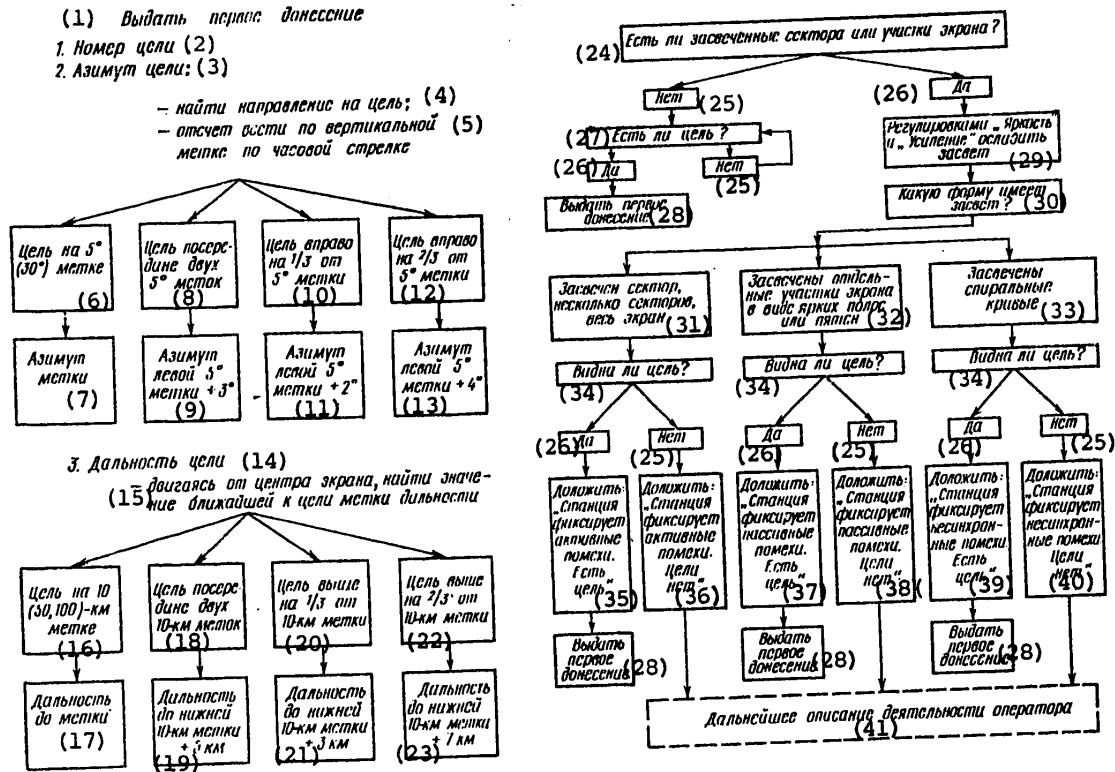 (1) Выдать первое донесение
1. Номер цели (2)
2. Азимут цели: (3)
– найти направление на цель; (4)
– отсчет вести по вертикальной (5)
метке по часовой стрелке
Цель на 5°
(30°) метке
(6)
Цель посере-
дине двух
5° меток
(8)
Цель вправо
на 1/3 от
5° метки
(10)
Цель вправо
на 2/3 от
5° метки
(12)
Азимут
метки
(7)
Азимут
левой 5°
метки +3°
(9)
Азимут
левой 5°
метки +2°
(11)
Азимут
левой 5°
метки +4°
(13)
3. Дальность цели (14)
(15) – двигаясь от центра экрана, найти значе-
ние ближайшей к цели метки дальности
Цель на 10
(50,100)-км
метке
(16)
Цель посере-
дине двух
10-км меток
(18)
Цель выше
на 1/3 от
10-км метки
(20)
Цель выше
на 2/3 от
10-км метки
(22)
Дальность
до метки
(17)
Дальность
до нижней
10-км метки
+ 5 км
(19)
Дальность
до нижней
10-км метки
+ 3 км
(21)
Дальность
до нижней
10-км метки
+ 7 км
(23)
(24) Есть ли засвеченные сектора или участки экрана?
Нет (25)
(26) Да
(27) Есть ли цель?
Регулировками „Яркость"
и „Усиление" ослабить
засвет (29)
(26) Да
Нет
(25)
Выдать первое
донесение (28)
Какую форму имеет
засвет? (30)
Засвечен сектор,
несколько секторов,
весь экран (31)
Засвечены отдель-
ные участки экрана
в виде ярких полос
или пятен (32)
Засвечены
спиральные
кривые (33)
Видна ли цель?
(34)
Видна ли цель?
(34)
Видна ли цель?
(34)
(26) Да
Нет
(25)
Да
(26)
Нет
(25)
Да
(26)
Нет
(25)
Доложить:
„Станция
фиксирует
активные
помехи.
Есть
цель"
(35)
Доложить:
„Станция
фиксирует
активные
помехи.
Цели
нет"
(36)
Доложить:
„Станция
фиксирует
пассивные
помехи.
Есть
цель"
(37)
Доложить:
„Станция
фиксирует
пассивные
помехи.
Цели
нет"
(38(
Доложить:
„Станция
фиксирует
несинхрон-
ные помехи.
Есть
цель"
(39)
Доложить:
„Станция
фиксирует
несинхрон-
ные помехи.
Цели
нет"
(40)
Выдать
первое
донесение (28)
Выдать
первое
донесение (28)
Выдать
первое
донесение (28)
Дальнейшее описание деятельности оператора
(41)